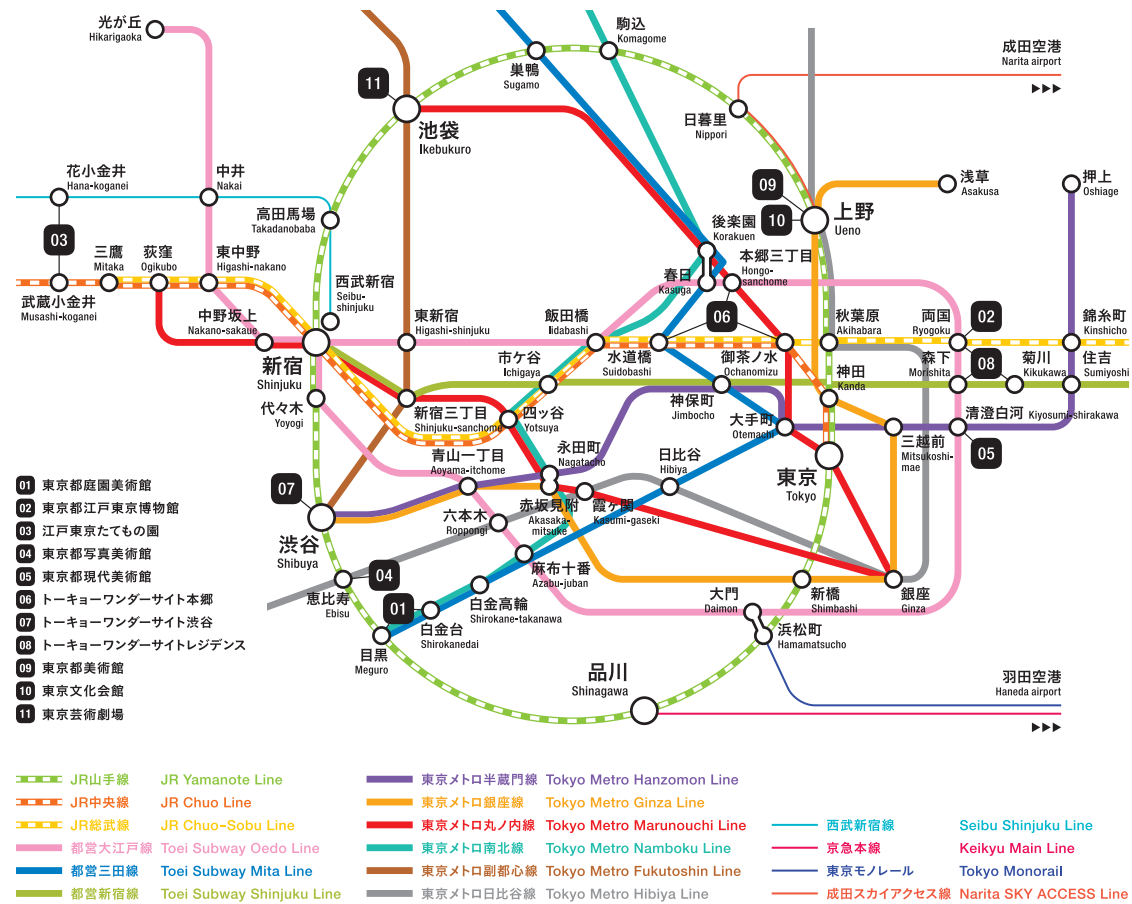 光が丘
Hikarigaoka
駒込
Komagome
巣鴨
Sugamo
成田空港
Narita airport
▶▶▶
11
池袋
Ikebukuro
日暮里
Nippori
花小金井
Hana-koganei
中井
Nakai
高田馬場
Takadanobaba
09
10
上野
Ueno
浅草
Asakusa
押上
Oshiage
03
三鷹
Mitaka
荻窪
Ogikubo
東中野
Higashi-nakano
後楽園
Korakuen
本郷三丁目
Hongo-
sanchome
春日
Kasuga
武蔵小金井
Musashi-koganei
中野坂上
Nakano-sakaue
西武新宿
Seibu-
shinjuku
東新宿
Higashi-shinjuku
飯田橋
Iidabashi
06
秋葉原
Akihabara
両国
Ryogoku
02
錦糸町
Kinshicho
新宿
Shinjuku
市ケ谷
Ichigaya
水道橋
Suidobashi
御茶ノ水
Ochanomizu
神田
Kanda
森下
Morishita
08
菊川
Kikukawa
住吉
Sumiyoshi
代々木
Yoyogi
新宿三丁目
Shinjuku-sanchome
四ッ谷
Yotsuya
神保町
Jimbocho
大手町
Otemachi
三越前
Mitsukoshi-
mae
清澄白河
Kiyosumi-shirakawa
05
青山一丁目
Aoyama-itchome
永田町
Nagatacho
日比谷
Hibiya
東京
Tokyo
07
渋谷
Shibuya
六本木
Roppongi
赤坂見附
Akasaka-
mitsuke
霞ヶ関
Kasumi-gaseki
麻布十番
Azabu-juban
04
恵比寿
Ebisu
01
白金高輪
Shirokane-takanawa
白金台
Shirokanedai
目黒
Meguro
大門
Daimon
新橋
Shimbashi
銀座
Ginza
浜松町
Hamamatsucho
品川
Shinagawa
羽田空港
Haneda airport
▶▶▶
01 東京都庭園美術館
02 東京都江戸東京博物館
03 江戸東京たてもの園
04 東京都写真美術館
05 東京都現代美術館
06 トーキョーワンダーサイト本郷
07 トーキョーワンダーサイト渋谷
08 トーキョーワンダーサイトレジデンス
09 東京都美術館
10 東京文化会館
11 東京芸術劇場
JR山手線 JR Yamanote Line
JR中央線 JR Chuo Line
JR総武線 JR Chuo-Sobu Line
都営大江戸線 Toei Subway Oedo Line
都営三田線 Toei Subway Mita Line
都営新宿線 Toei Subway Shinjuku Line
東京メトロ半蔵門線 Tokyo Metro Hanzomon Line
東京メトロ銀座線 Tokyo Metro Ginza Line
東京メトロ丸ノ内線 Tokyo Metro Marunouchi Line
東京メトロ南北線 Tokyo Metro Namboku Line
東京メトロ副都心線 Tokyo Metro Fukutoshin Line
東京メトロ日比谷線 Tokyo Metro Hibiya Line
西武新宿線 Seibu Shinjuku Line
京急本線 Keikyu Main Line
東京モノレール Tokyo Monorail
成田スカイアクセス線 Narita SKY ACCESS Line